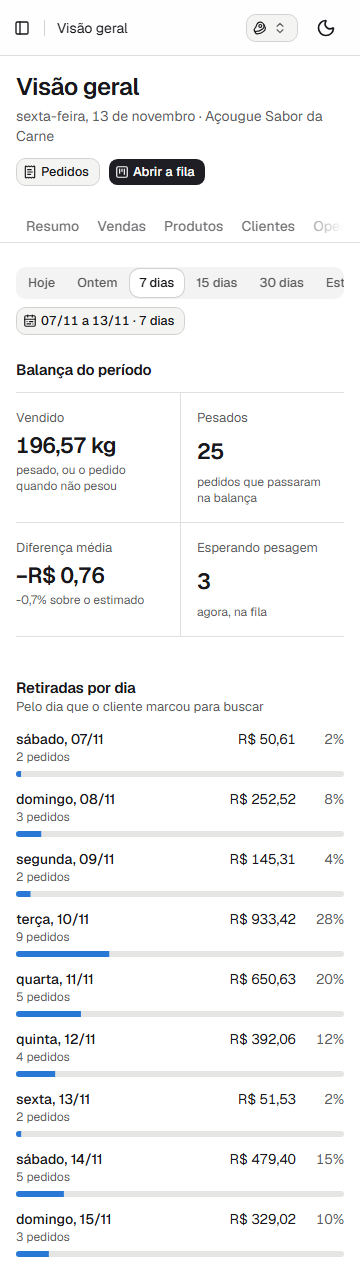 Visão geral
Visão geral
sexta-feira, 13 de novembro · Açougue Sabor da
Carne
Pedidos
Abrir a fila
Resumo Vendas Produtos Clientes Ope
Hoje Ontem 7 dias 15 dias 30 dias Est
07/11 a 13/11 · 7 dias
Balança do período
Vendido
196,57 kg
pesado, ou o pedido
quando não pesou
Pesados
25
pedidos que passaram
na balança
Diferença média
−R$ 0,76
-0,7% sobre o estimado
Esperando pesagem
3
agora, na fila
Retiradas por dia
Pelo dia que o cliente marcou para buscar
sábado, 07/11 R$ 50,61 2%
2 pedidos
domingo, 08/11 R$ 252,52 8%
3 pedidos
segunda, 09/11 R$ 145,31 4%
2 pedidos
terça, 10/11 R$ 933,42 28%
9 pedidos
quarta, 11/11 R$ 650,63 20%
5 pedidos
quinta, 12/11 R$ 392,06 12%
4 pedidos
sexta, 13/11 R$ 51,53 2%
2 pedidos
sábado, 14/11 R$ 479,40 15%
5 pedidos
domingo, 15/11 R$ 329,02 10%
3 pedidos